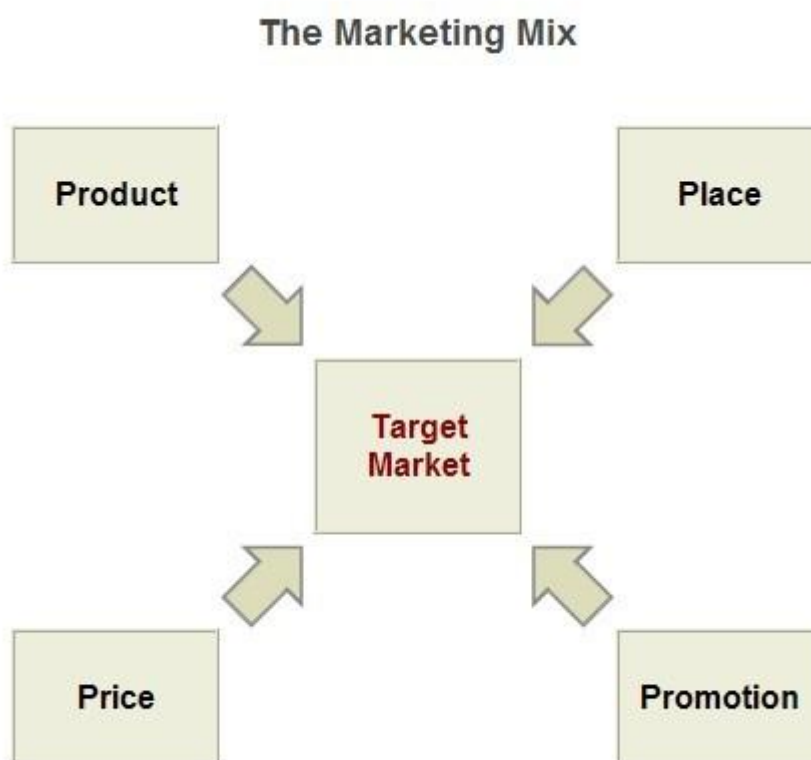 The Marketing Mix
Product
Place
Target
Market
Price
Promotion